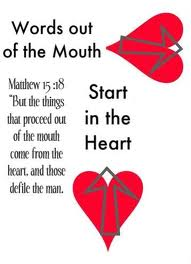 Words out
of the Mouth
Matthew 15 :18
"But the things
that proceed out
of the mouth
come from the
heart, and those
defile the man.
Start
in the
Heart